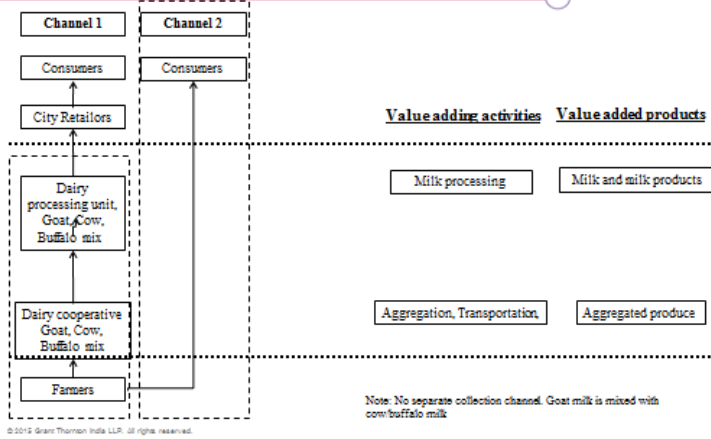 Channel 1
Channel 2
Consumers
Consumers
City Retailors
Value adding activities
Value added products
Dairy
processing unit,
Goat, Cow,
Buffalo mix
Milk processing
Milk and milk products
Dairy cooperative
Goat, Cow,
Buffalo mix
Aggregation, Transportation,
Aggregated produce
Farmers
Note: No separate collection channel. Goat milk is mixed with
cow/buffalo milk
©2015 Grant Thornton India LLP. All rights reserved.